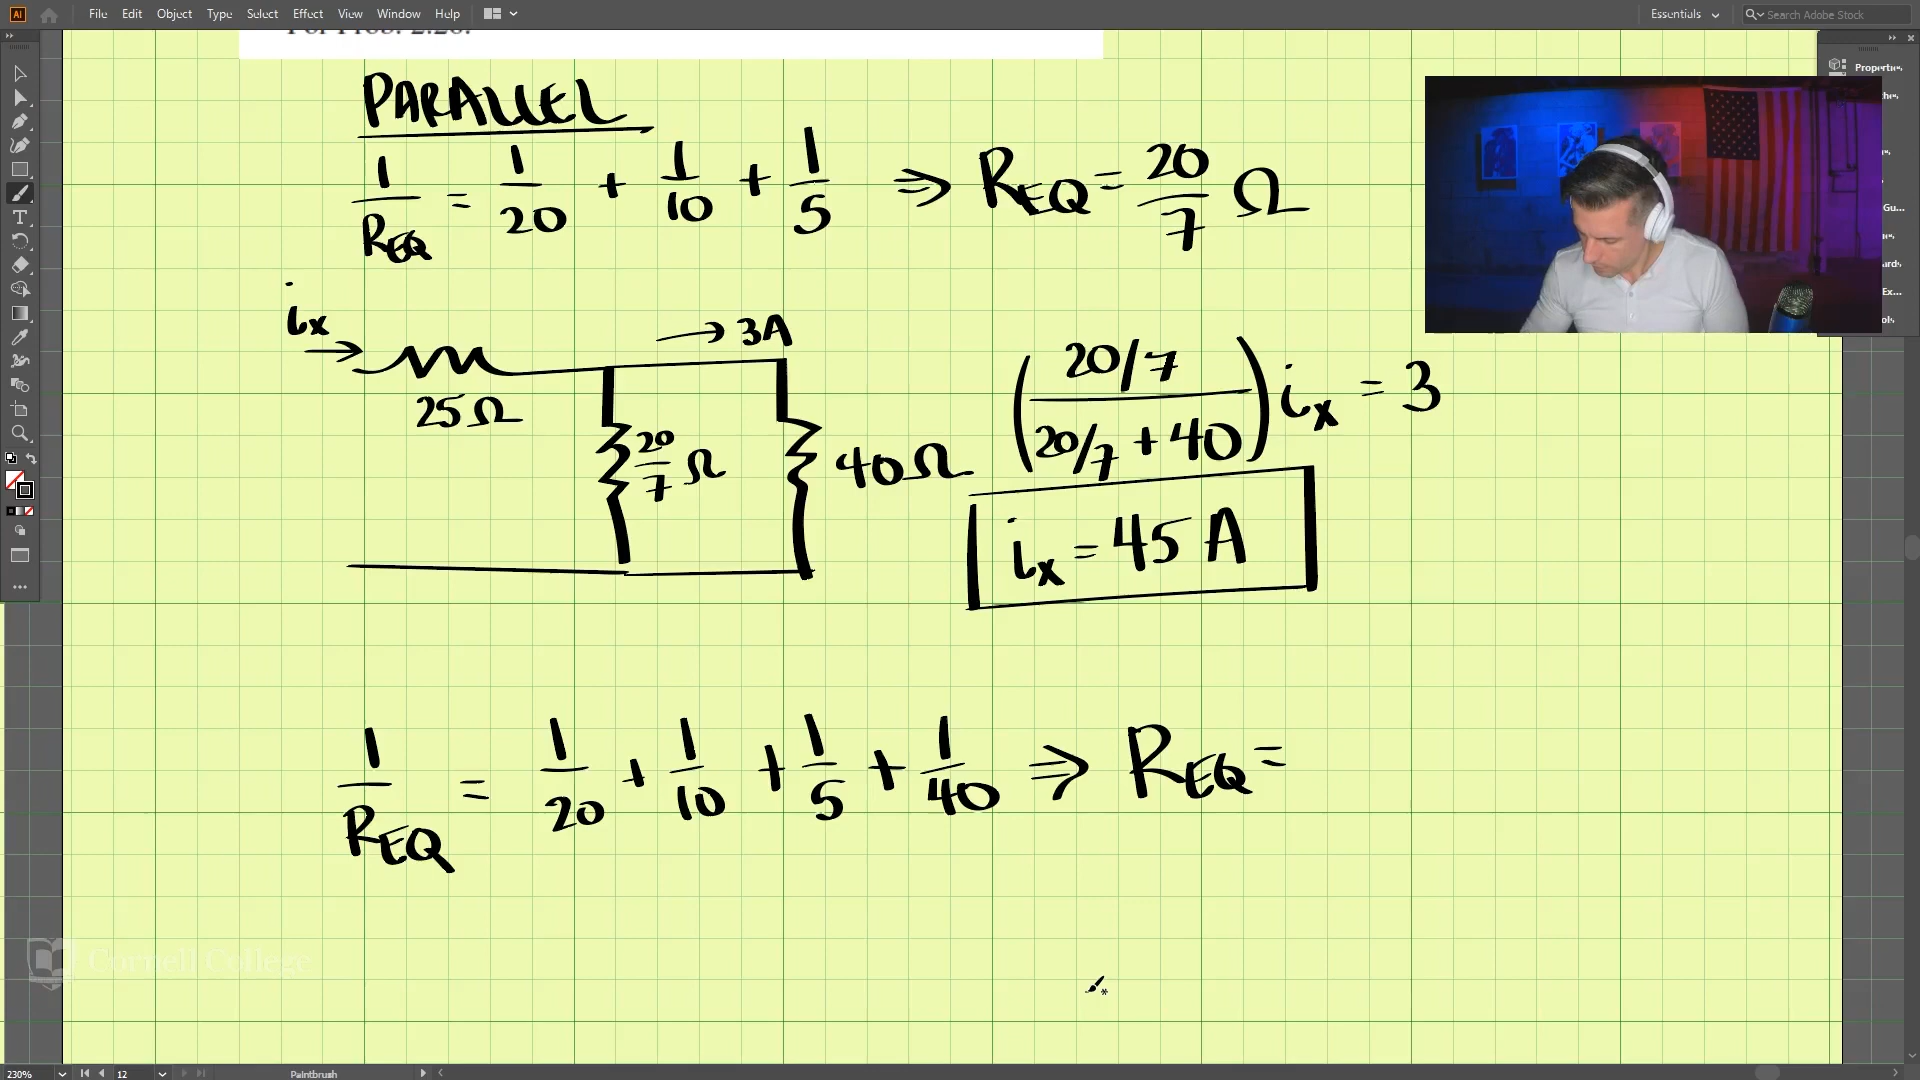 File Edit Object Type Select Effect View Window Help
Essentials
Search Adobe Stock
Properties
PARALLEL
1/REQ = 1/20 + 1/10 + 1/5 ⇒ REQ = 20/7 Ω
ix
→ 3A
25Ω
20/7 Ω
40Ω
(20/7 / 20/7 + 40) ix = 3
ix = 45 A
1/REQ = 1/20 + 1/10 + 1/5 + 1/40 ⇒ REQ =
Cornell College
230%
12
Paintbrush